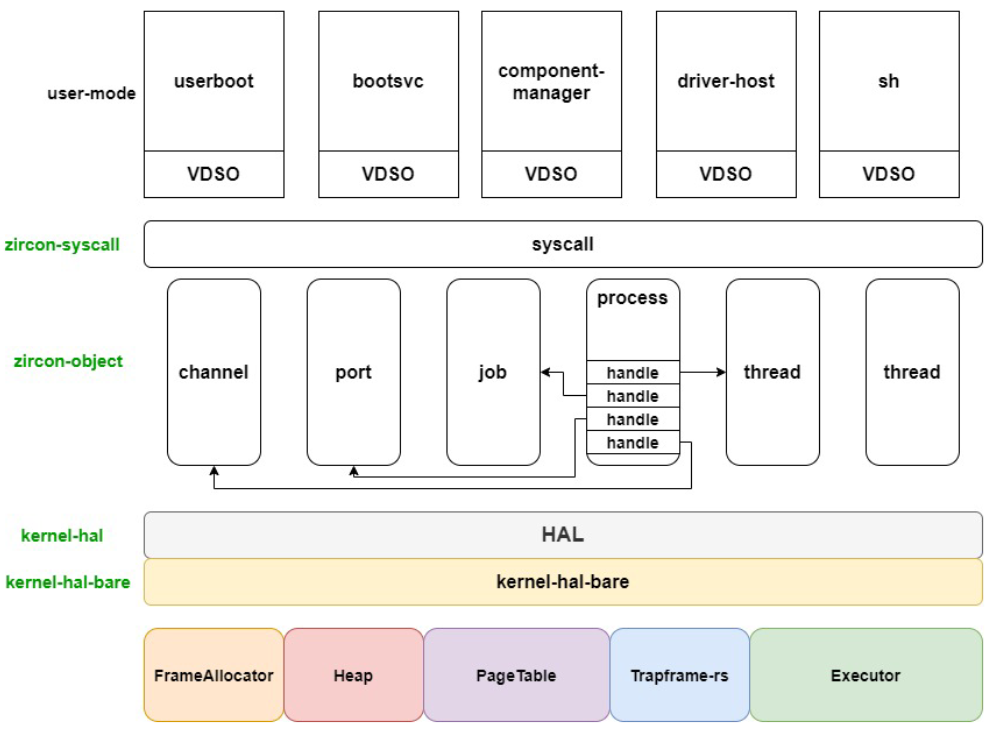 user-mode
userboot
bootsvc
component-
manager
driver-host
sh
VDSO
VDSO
VDSO
VDSO
VDSO
zircon-syscall
syscall
zircon-object
channel
port
job
process
handle
handle
handle
handle
thread
thread
kernel-hal
HAL
kernel-hal-bare
kernel-hal-bare
FrameAllocator
Heap
PageTable
Trapframe-rs
Executor